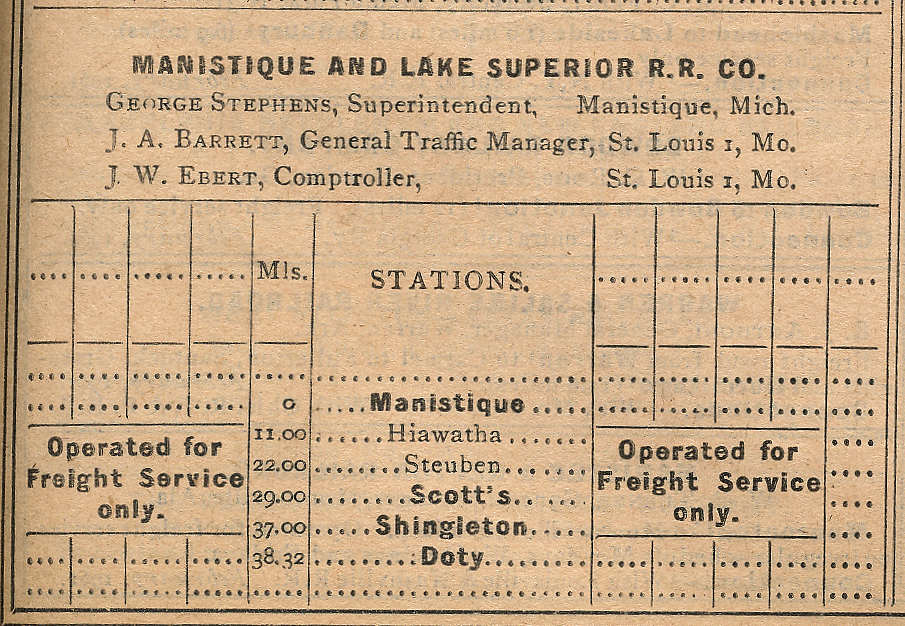 MANISTIQUE AND LAKE SUPERIOR R.R. CO.
GEORGE STEPHENS, Superintendent, Manistique, Mich.
J. A. BARRETT, General Traffic Manager, St. Louis 1, Mo.
J. W. EBERT, Comptroller, St. Louis 1, Mo.
Mls. STATIONS.
0 .....Manistique.....
11.00 ......Hiawatha.......
22.00 ........Steuben........
29.00 ........Scott's.......
37.00 .....Shingleton.....
38.32 .........Doty.........
Operated for
Freight Service
only.
Operated for
Freight Service
only.